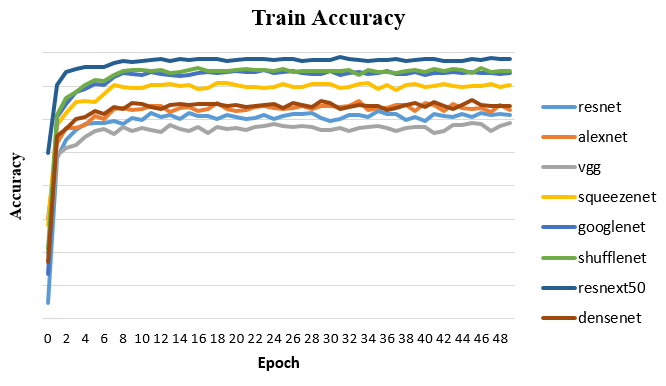 Train Accuracy
Accuracy
0 2 4 6 8 10 12 14 16 18 20 22 24 26 28 30 32 34 36 38 40 42 44 46 48
Epoch
resnet
alexnet
vgg
squeezenet
googlenet
shufflenet
resnext50
densenet